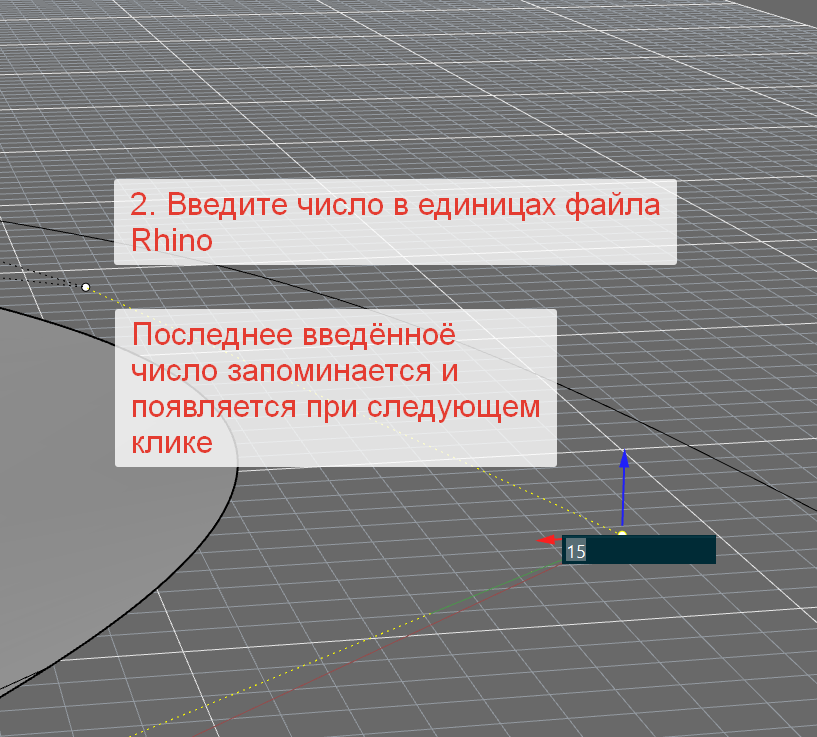 2. Введите число в единицах файла
Rhino
Последнее введённоё
число запоминается и
появляется при следующем
клике
15